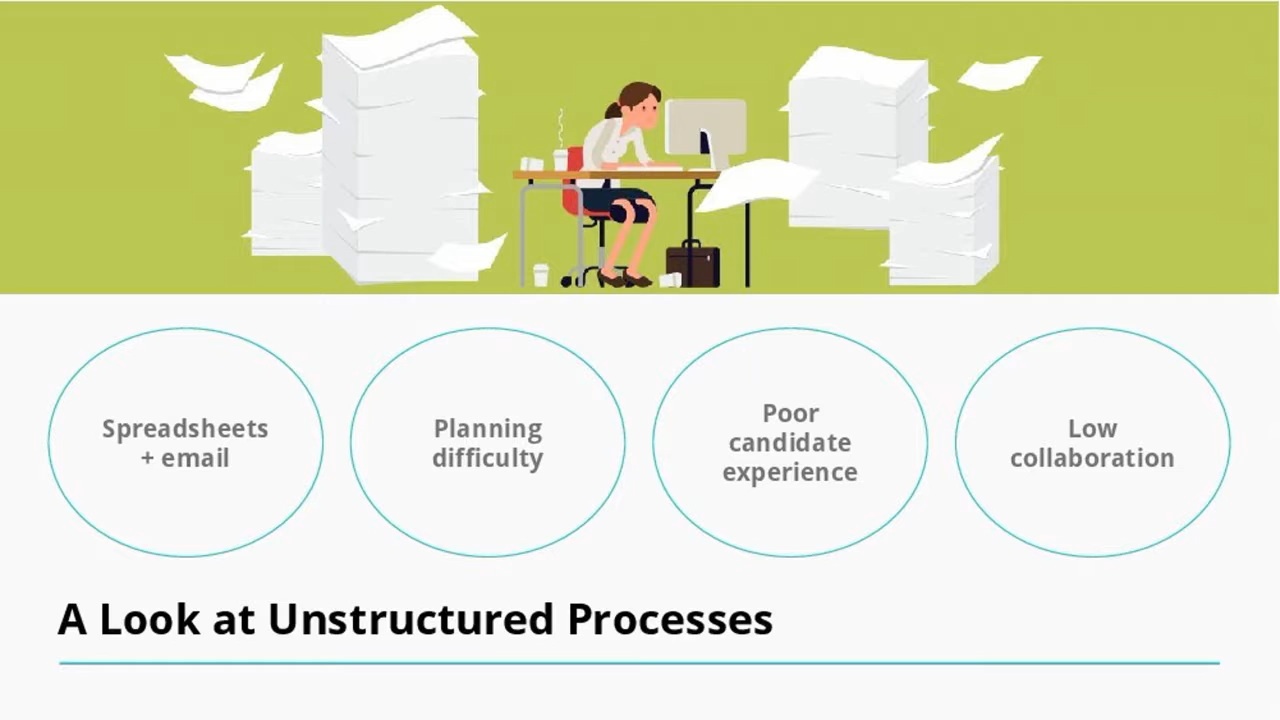 Spreadsheets
+ email
Planning
difficulty
Poor
candidate
experience
Low
collaboration
A Look at Unstructured Processes